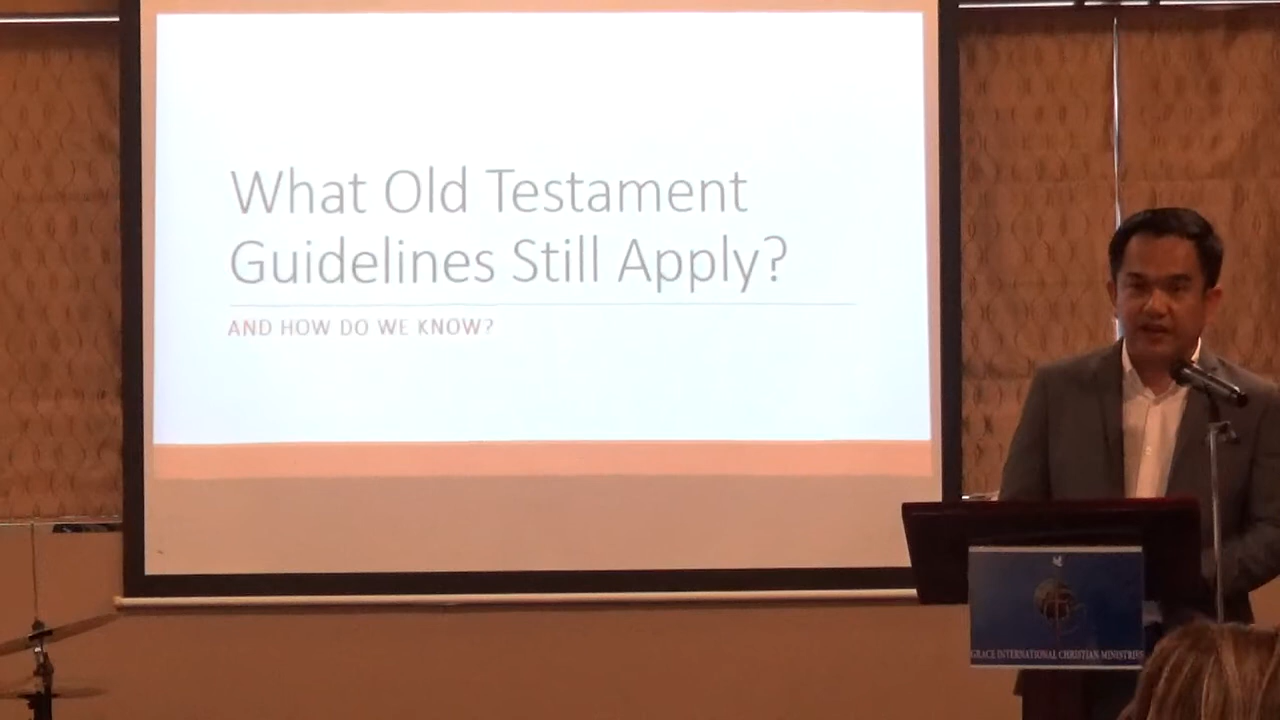 What Old Testament
Guidelines Still Apply?
AND HOW DO WE KNOW?
GRACE INTERNATIONAL CHRISTIAN MINISTRIES